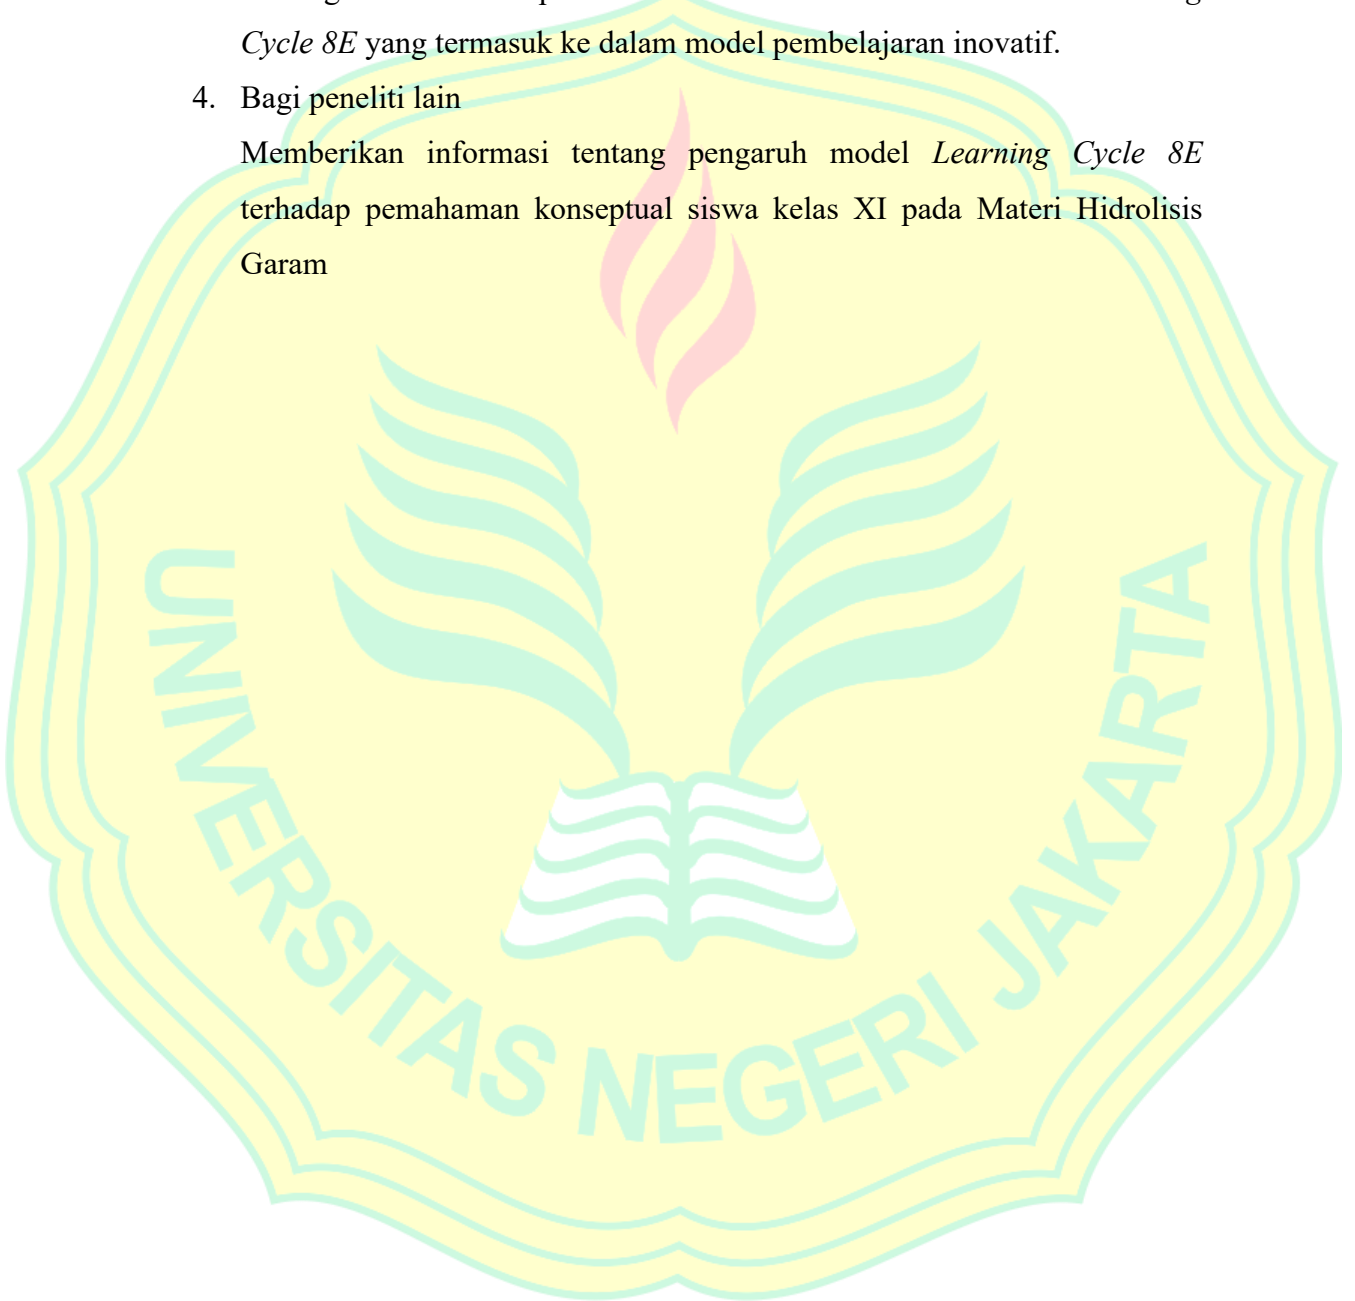 Cycle 8E yang termasuk ke dalam model pembelajaran inovatif.
4. Bagi peneliti lain
Memberikan informasi tentang pengaruh model Learning Cycle 8E
terhadap pemahaman konseptual siswa kelas XI pada Materi Hidrolisis
Garam
UNIVERSITAS NEGERI JAKARTA